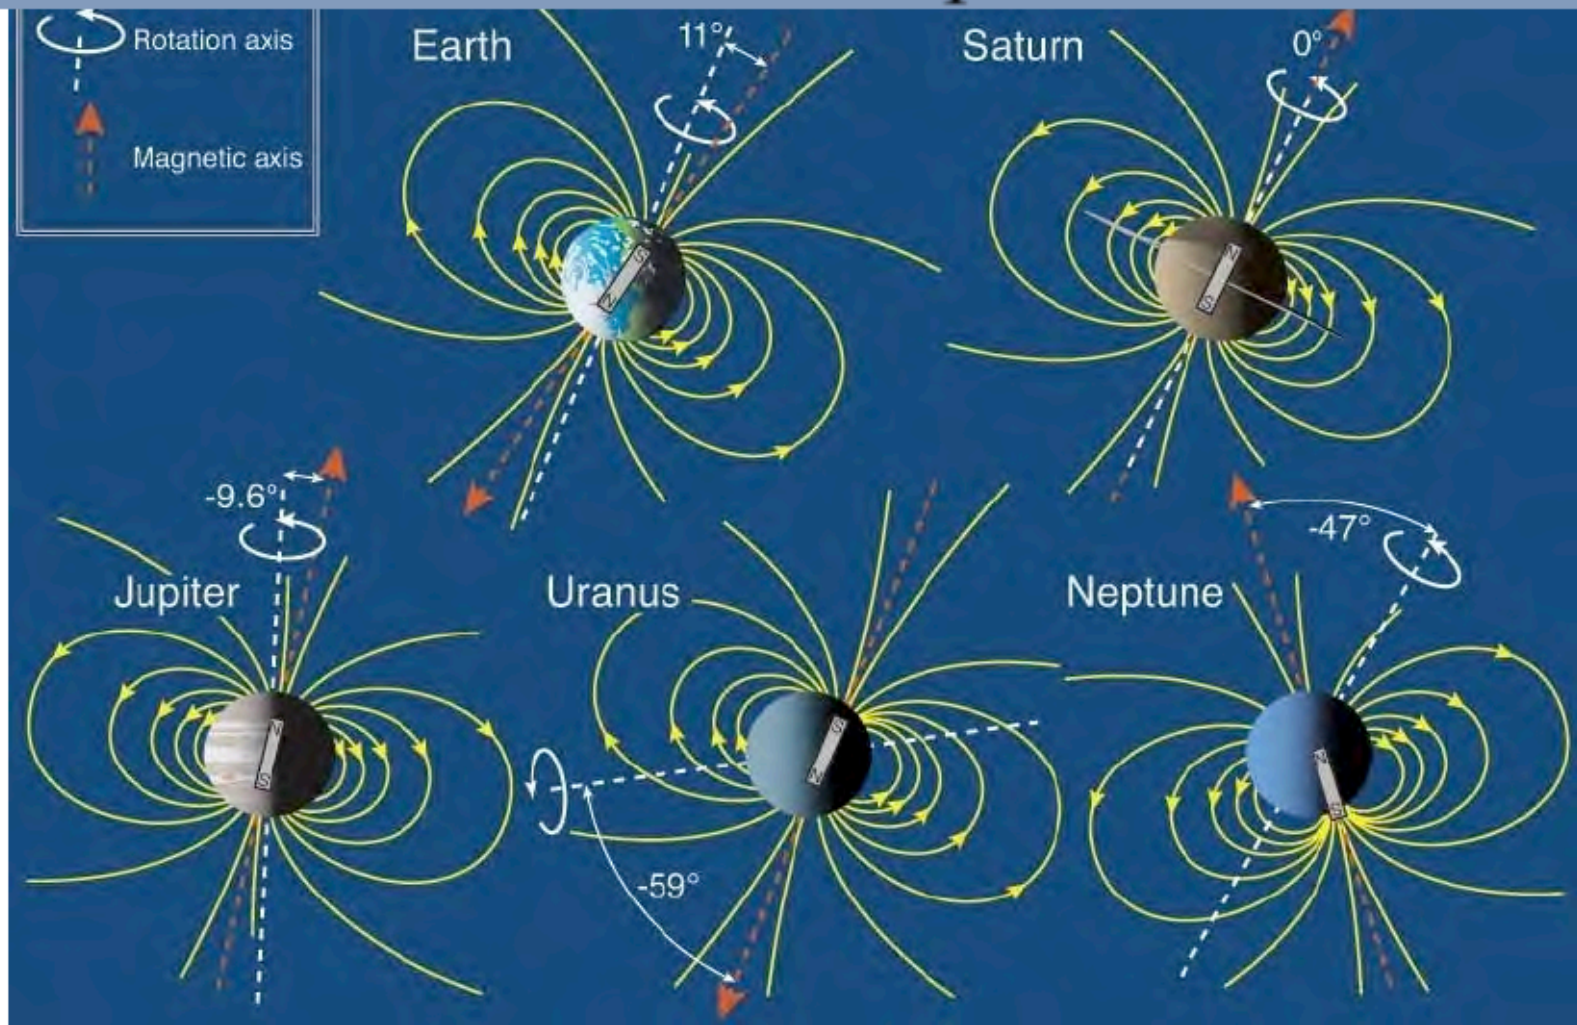 Rotation axis
Magnetic axis
Earth
11°
S
N
Saturn
0°
N
S
Jupiter
-9.6°
N
S
Uranus
-59°
S
N
Neptune
-47°
N
S